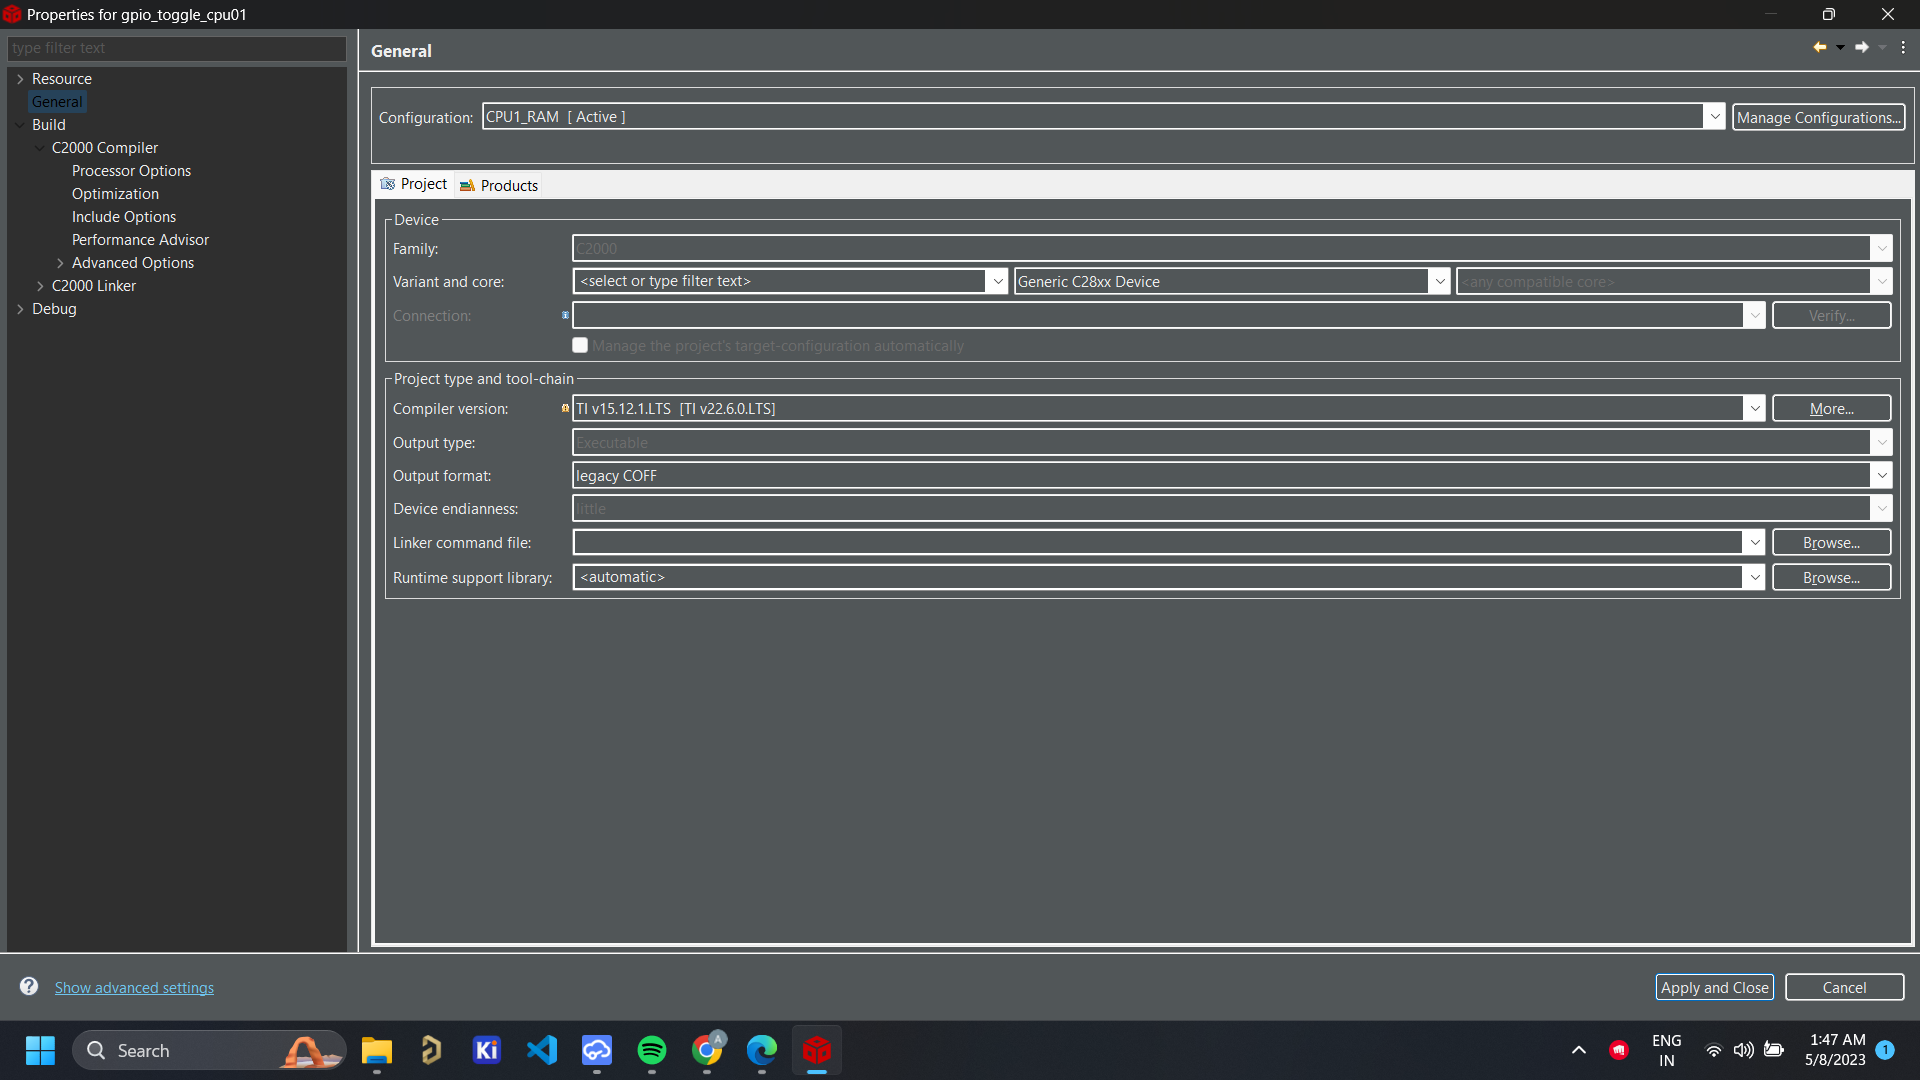 Properties for gpio_toggle_cpu01
type filter text
Resource
General
Build
C2000 Compiler
Processor Options
Optimization
Include Options
Performance Advisor
Advanced Options
C2000 Linker
Debug
General
Configuration: CPU1_RAM [ Active ] Manage Configurations...
Project Products
Device
Family: C2000
Variant and core: <select or type filter text> Generic C28xx Device <any compatible core>
Connection: Verify...
Manage the project's target-configuration automatically
Project type and tool-chain
Compiler version: TI v15.12.1.LTS [TI v22.6.0.LTS] More...
Output type: Executable
Output format: legacy COFF
Device endianness: little
Linker command file: Browse...
Runtime support library: <automatic> Browse...
? Show advanced settings Apply and Close Cancel
Search Ki A ENG IN 1:47 AM 5/8/2023 1